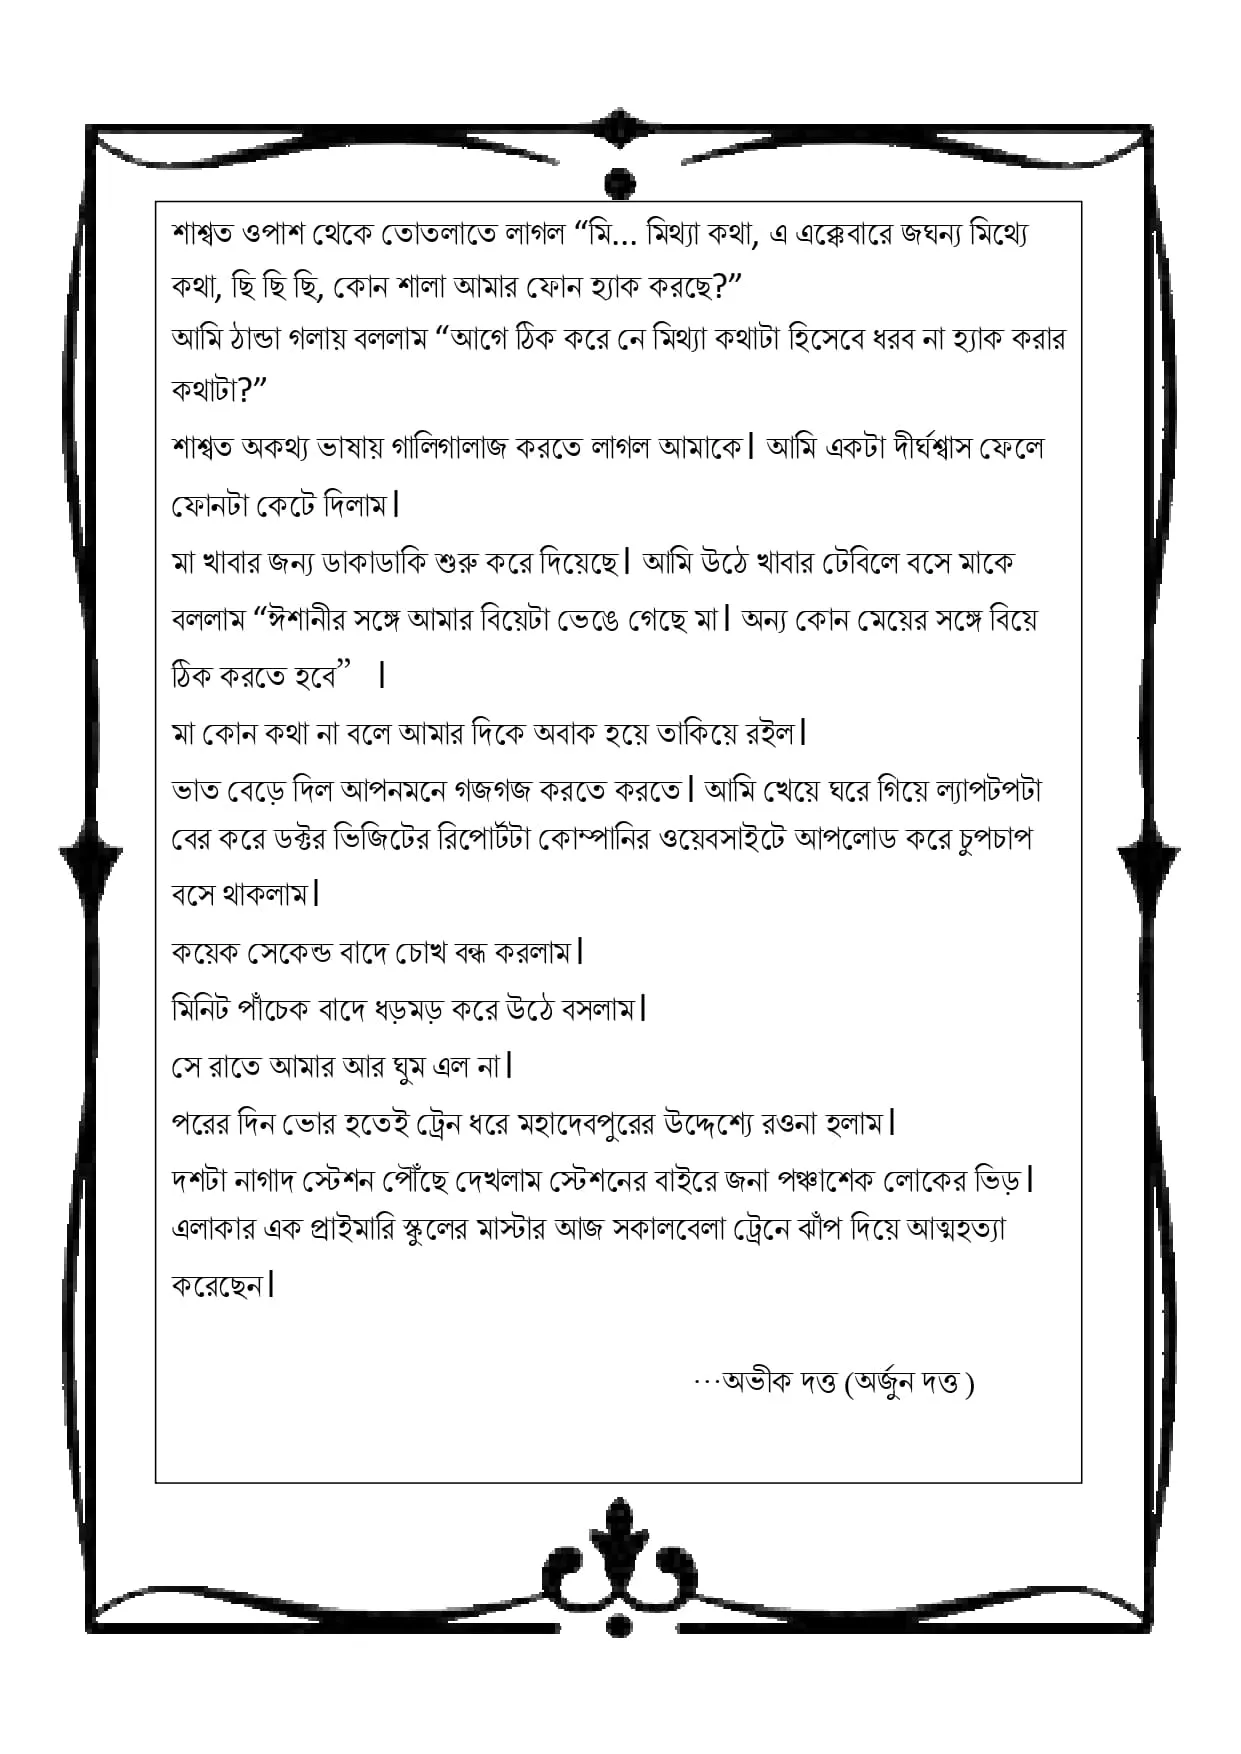 শাশ্বত ওপাশ থেকে তোতলাতে লাগল “মি... মিথ্যা কথা, এ এক্কেবারে জঘন্য মিথ্যে
কথা, ছি ছি ছি, কোন শালা আমার ফোন হ্যাক করছে?”
আমি ঠান্ডা গলায় বললাম “আগে ঠিক করে নে মিথ্যা কথাটা হিসেবে ধরব না হ্যাক করার
কথাটা?”
শাশ্বত অকথ্য ভাষায় গালিগালাজ করতে লাগল আমাকে। আমি একটা দীর্ঘশ্বাস ফেলে
ফোনটা কেটে দিলাম।
মা খাবার জন্য ডাকাডাকি শুরু করে দিয়েছে। আমি উঠে খাবার টেবিলে বসে মাকে
বললাম “ঈশানীর সঙ্গে আমার বিয়েটা ভেঙে গেছে মা। অন্য কোন মেয়ের সঙ্গে বিয়ে
ঠিক করতে হবে” ।
মা কোন কথা না বলে আমার দিকে অবাক হয়ে তাকিয়ে রইল।
ভাত বেড়ে দিল আপনমনে গজগজ করতে করতে। আমি খেয়ে ঘরে গিয়ে ল্যাপটপটা
বের করে ডক্টর ভিজিটের রিপোর্টটা কোম্পানির ওয়েবসাইটে আপলোড করে চুপচাপ
বসে থাকলাম।
কয়েক সেকেন্ড বাদে চোখ বন্ধ করলাম।
মিনিট পাঁচেক বাদে ধড়মড় করে উঠে বসলাম।
সে রাতে আমার আর ঘুম এল না।
পরের দিন ভোর হতেই ট্রেন ধরে মহাদেবপুরের উদ্দেশ্যে রওনা হলাম।
দশটা নাগাদ স্টেশন পৌঁছে দেখলাম স্টেশনের বাইরে জনা পঞ্চাশেক লোকের ভিড়।
এলাকার এক প্রাইমারি স্কুলের মাস্টার আজ সকালবেলা ট্রেনে ঝাঁপ দিয়ে আত্মহত্যা
করেছেন।
...অভীক দত্ত (অর্জুন দত্ত )